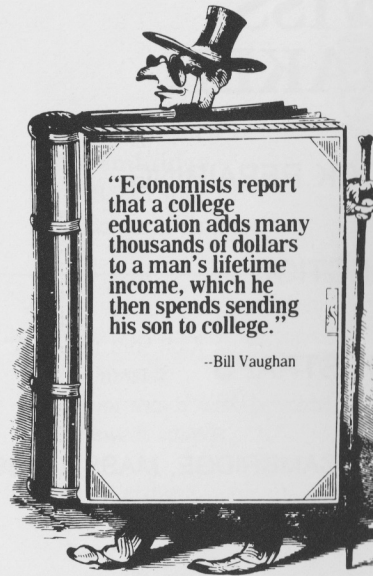 “Economists report
that a college
education adds many
thousands of dollars
to a man’s lifetime
income, which he
then spends sending
his son to college.”
--Bill Vaughan